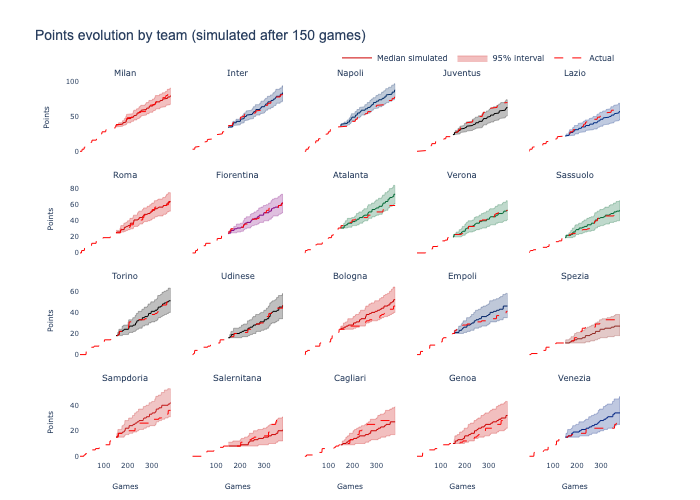 Points evolution by team (simulated after 150 games)
Median simulated 95% interval Actual
Milan Inter Napoli Juventus Lazio
100
50
0
Points
Roma Fiorentina Atalanta Verona Sassuolo
80
60
40
20
0
Points
Torino Udinese Bologna Empoli Spezia
60
40
20
0
Points
Sampdoria Salernitana Cagliari Genoa Venezia
40
20
0
Points
100 200 300 100 200 300 100 200 300 100 200 300 100 200 300
Games Games Games Games Games